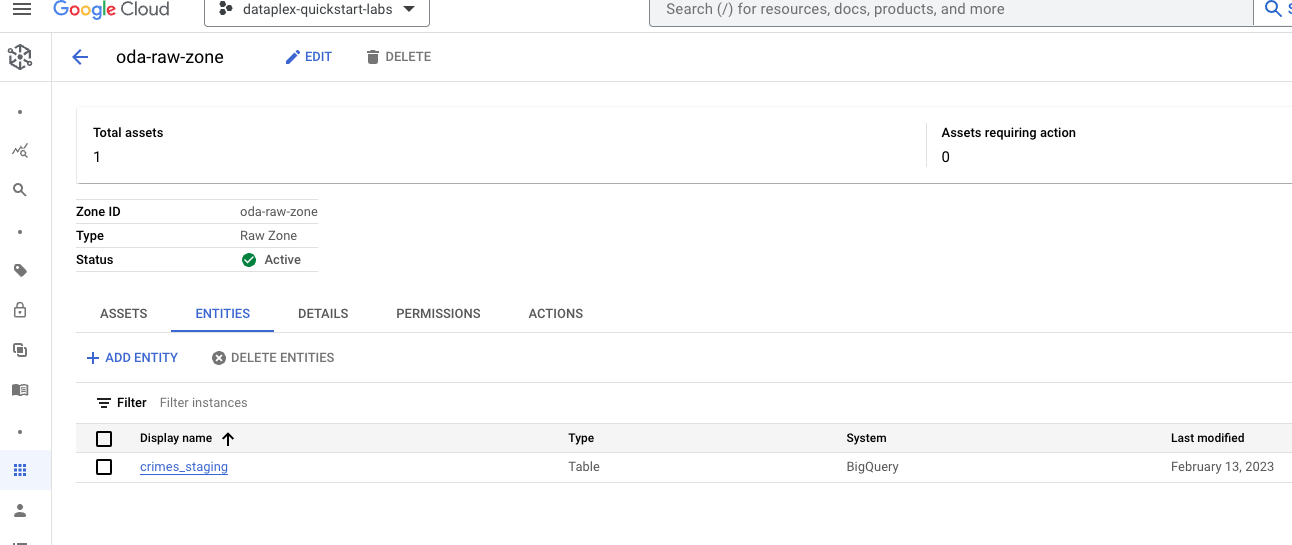 Google Cloud
dataplex-quickstart-labs
Search (/) for resources, docs, products, and more
oda-raw-zone
EDIT
DELETE
Total assets
1
Assets requiring action
0
Zone ID oda-raw-zone
Type Raw Zone
Status Active
ASSETS ENTITIES DETAILS PERMISSIONS ACTIONS
ADD ENTITY DELETE ENTITIES
Filter Filter instances
Display name Type System Last modified
crimes_staging Table BigQuery February 13, 2023